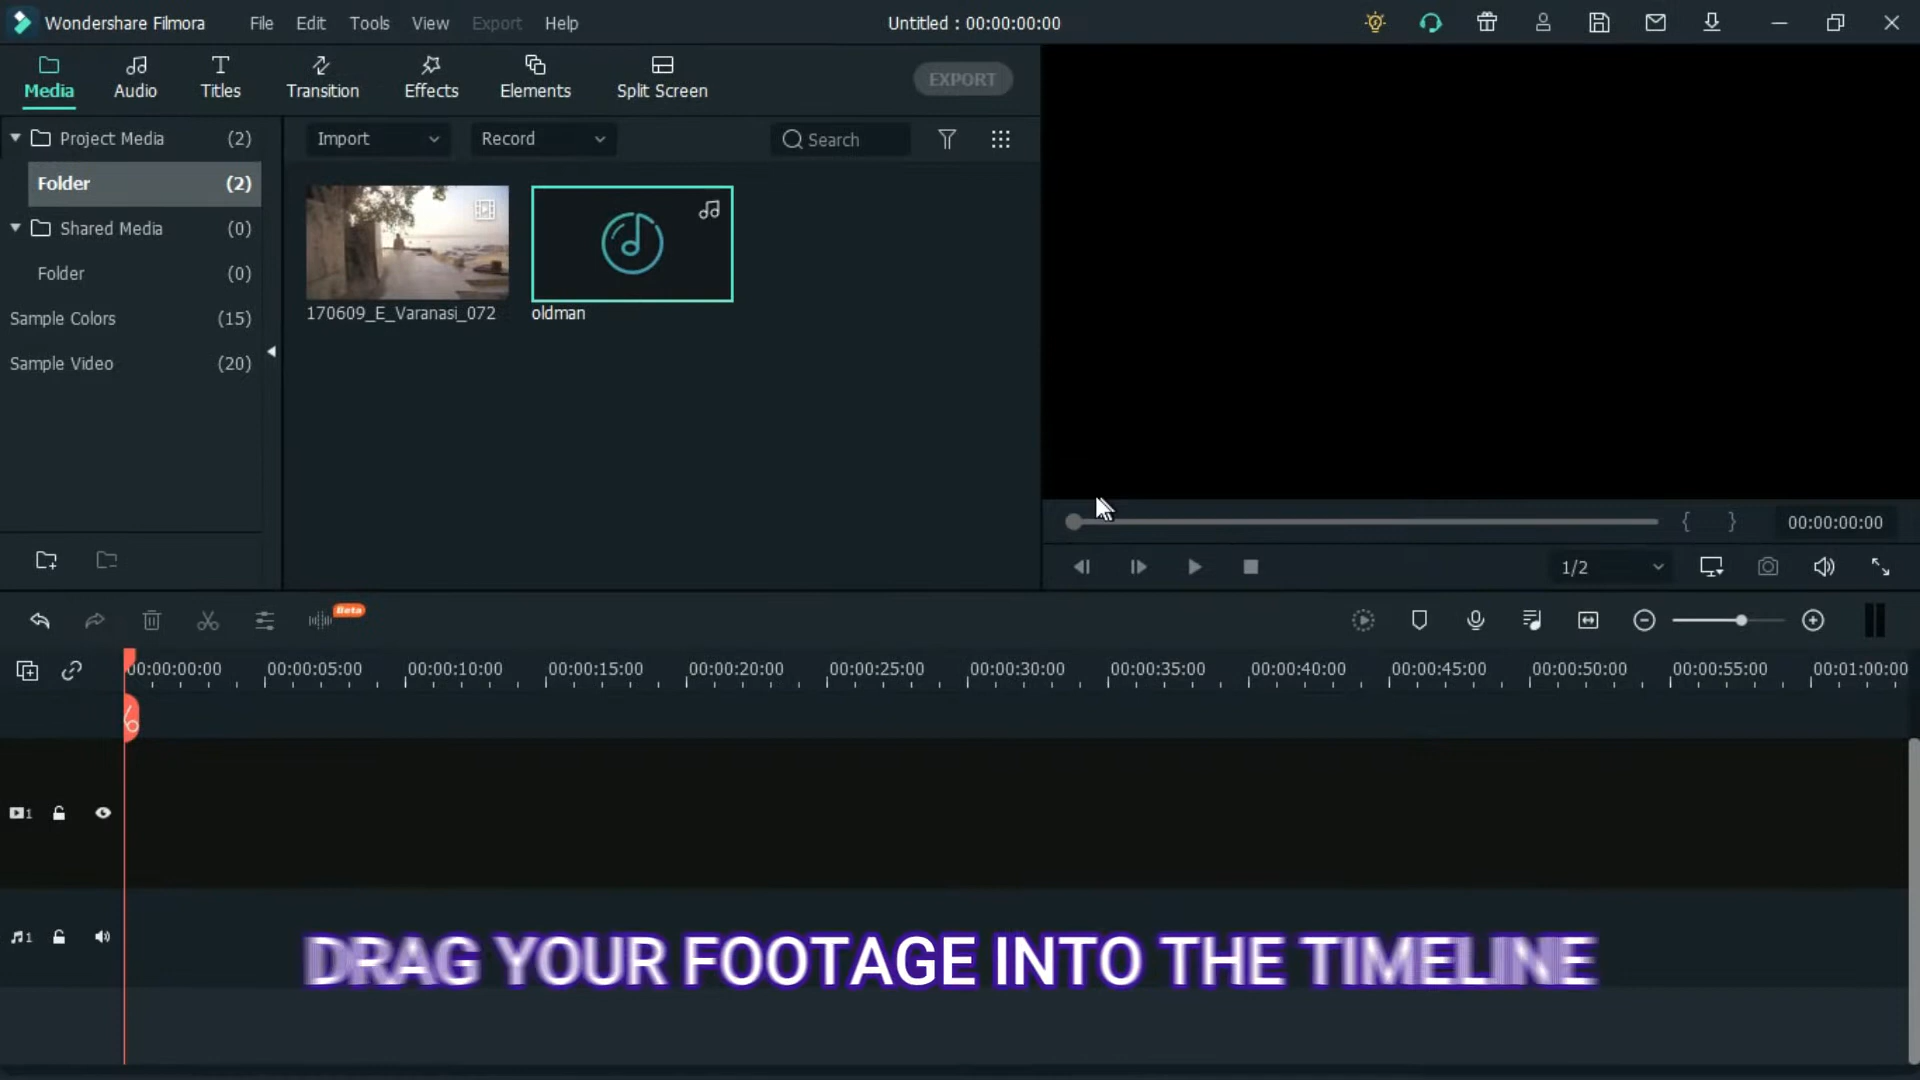 Wondershare Filmora File Edit Tools View Export Help Untitled : 00:00:00:00
Media Audio Titles Transition Effects Elements Split Screen EXPORT
Project Media (2) Import Record Search
Folder (2)
Shared Media (0)
Folder (0)
170609_E_Varanasi_072 oldman
Sample Colors (15)
Sample Video (20)
{ } 00:00:00:00
1/2
Beta
00:00:00:00 00:00:05:00 00:00:10:00 00:00:15:00 00:00:20:00 00:00:25:00 00:00:30:00 00:00:35:00 00:00:40:00 00:00:45:00 00:00:50:00 00:00:55:00 00:01:00:00
1
1
DRAG YOUR FOOTAGE INTO THE TIMELINE